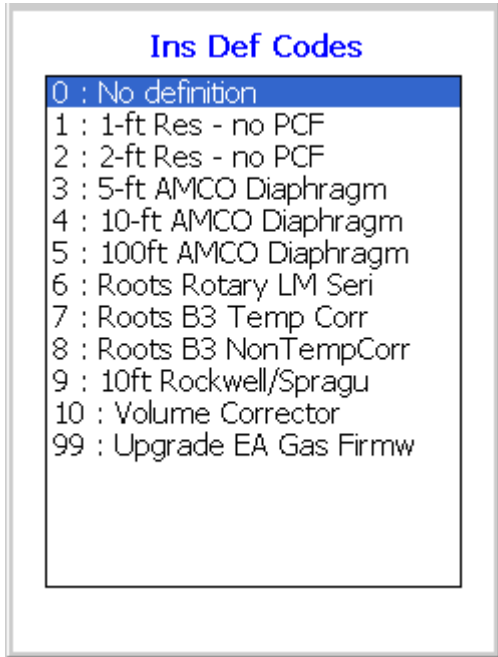 Ins Def Codes
0 : No definition
1 : 1-ft Res - no PCF
2 : 2-ft Res - no PCF
3 : 5-ft AMCO Diaphragm
4 : 10-ft AMCO Diaphragm
5 : 100ft AMCO Diaphragm
6 : Roots Rotary LM Seri
7 : Roots B3 Temp Corr
8 : Roots B3 NonTempCorr
9 : 10ft Rockwell/Spragu
10 : Volume Corrector
99 : Upgrade EA Gas Firmw